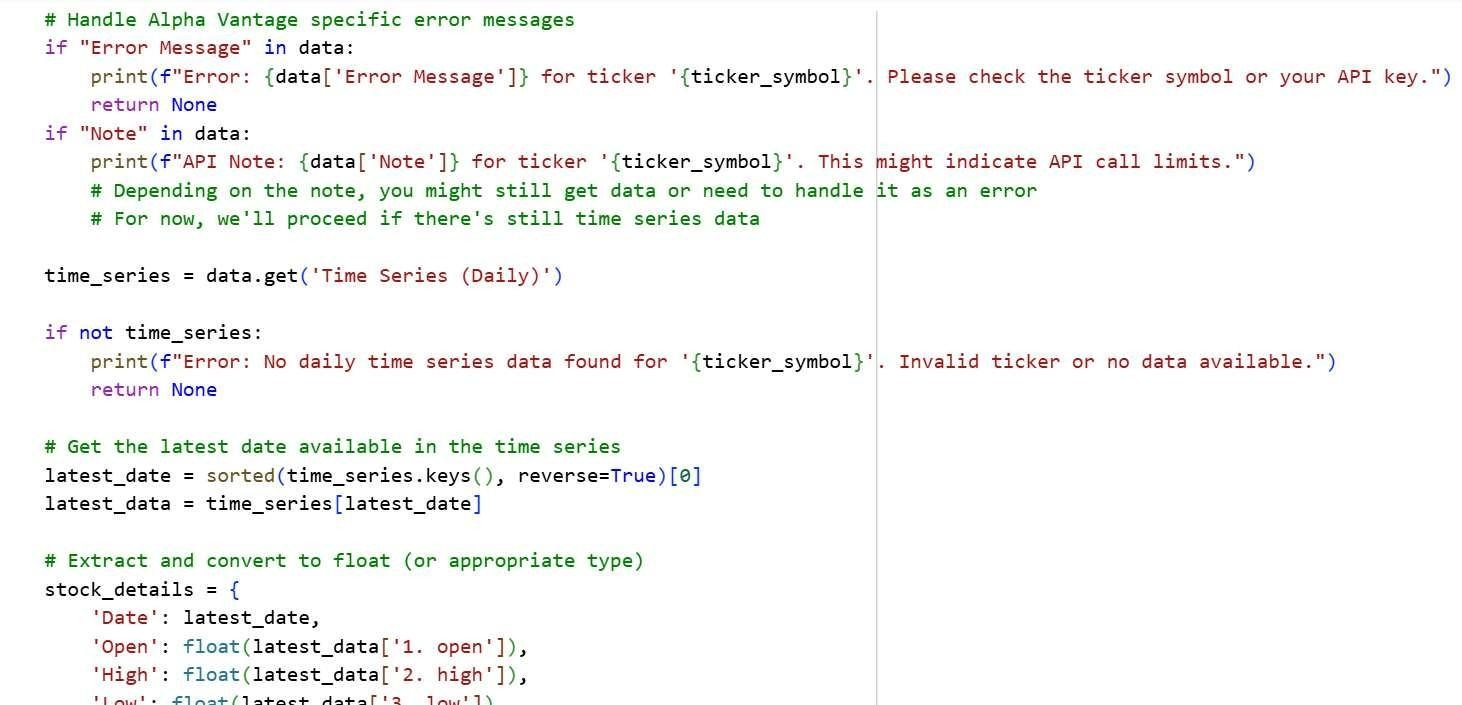 # Handle Alpha Vantage specific error messages
if "Error Message" in data:
    print(f"Error: {data['Error Message']} for ticker '{ticker_symbol}'. Please check the ticker symbol or your API key.")
    return None
if "Note" in data:
    print(f"API Note: {data['Note']} for ticker '{ticker_symbol}'. This might indicate API call limits.")
    # Depending on the note, you might still get data or need to handle it as an error
    # For now, we'll proceed if there's still time series data
time_series = data.get('Time Series (Daily)')
if not time_series:
    print(f"Error: No daily time series data found for '{ticker_symbol}'. Invalid ticker or no data available.")
    return None
# Get the latest date available in the time series
latest_date = sorted(time_series.keys(), reverse=True)[0]
latest_data = time_series[latest_date]
# Extract and convert to float (or appropriate type)
stock_details = {
    'Date': latest_date,
    'Open': float(latest_data['1. open']),
    'High': float(latest_data['2. high']),
    'Low': float(latest_data['3. low'])